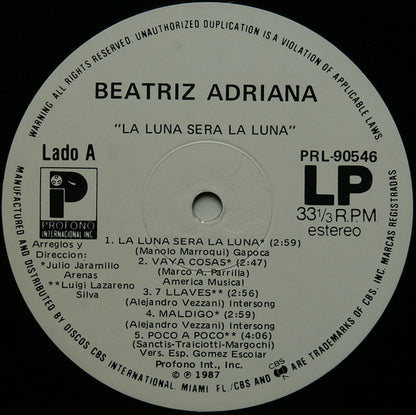 WARNING. ALL RIGHTS RESERVED. UNAUTHORIZED DUPLICATION IS A VIOLATION OF APPLICABLE LAWS
BEATRIZ ADRIANA
"LA LUNA SERA LA LUNA"
Lado A
PRL-90546
P
PROFONO
INTERNACIONAL INC.
LP
33 1/3 R.P.M
estereo
Arreglos y
Direccion:
*Julio Jaramillo
Arenas
**Luigi Lazareno
Silva
1. LA LUNA SERA LA LUNA* (2:59)
(Manolo Marroqui) Gapoca
2. VAYA COSAS* (2:47)
(Marco A. Parrilla)
America Musical
3. 7 LLAVES** (2:56)
(Alejandro Vezzani) Intersong
4. MALDIGO* (2:59)
(Alejandro Vezzani) Intersong
5. POCO A POCO** (4:06)
(Sanctis-Traiciotti-Margochi)
Vers. Esp. Gomez Escolar
Profono Int., Inc.
© ℗ 1987
MANUFACTURED AND DISTRIBUTED BY DISCOS CBS INTERNATIONAL. MIAMI FL./CBS AND CBS ARE TRADEMARKS OF CBS, INC. MARCAS REGISTRADAS